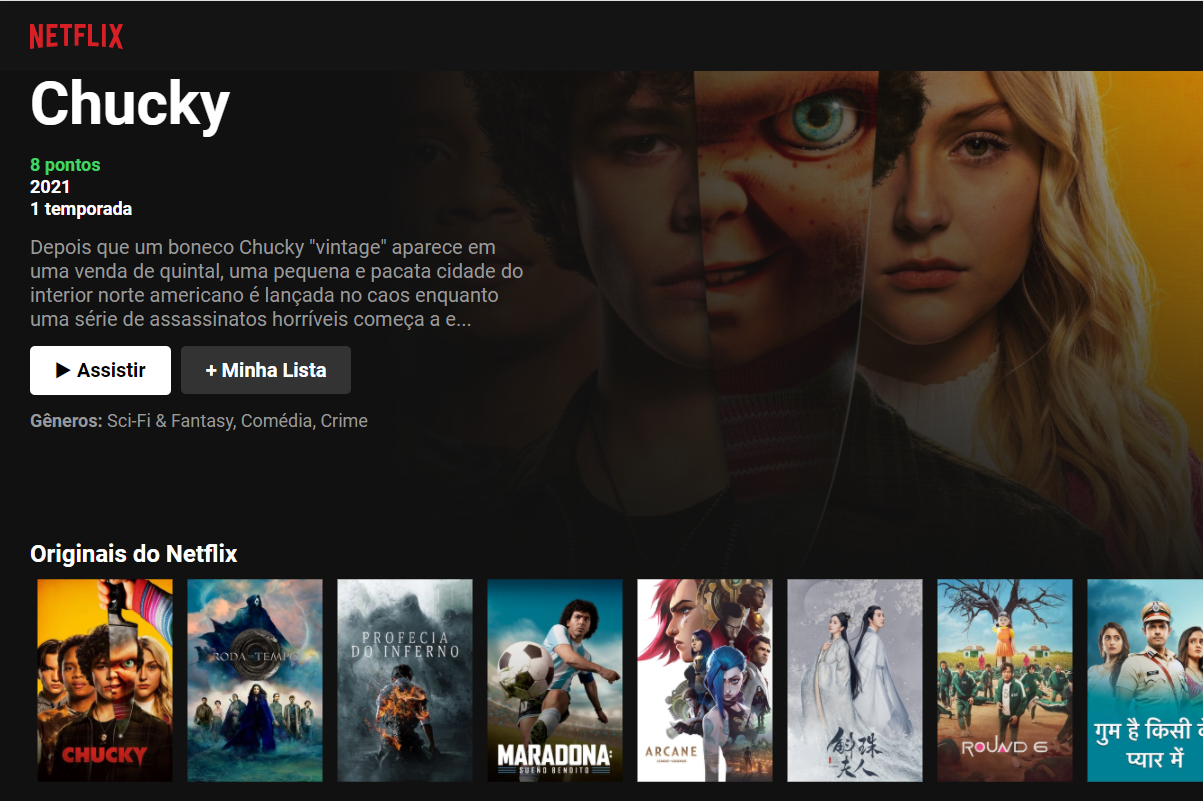 NETFLIX
Chucky
8 pontos
2021
1 temporada
Depois que um boneco Chucky "vintage" aparece em
uma venda de quintal, uma pequena e pacata cidade do
interior norte americano é lançada no caos enquanto
uma série de assassinatos horríveis começa a e...
Assistir
+ Minha Lista
Gêneros: Sci-Fi & Fantasy, Comédia, Crime
Originais do Netflix
CHUCKY
RODA TEMPO
PROFECIA
DO INFERNO
MARADONA:
SUEÑO BENDITO
ARCANE
LEAGUE OF LEGENDS
斛珠
夫人
ROUND 6
गुम है किसी
प्यार में